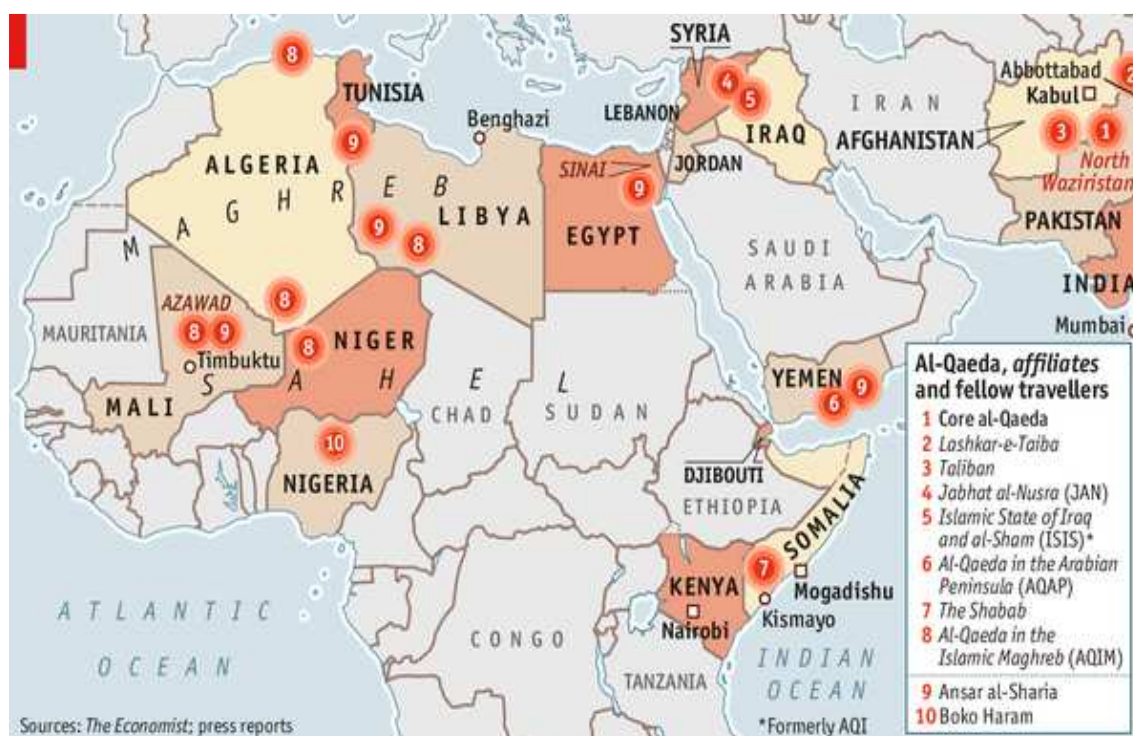 8
SYRIA
4
5
Abbottabad
Kabul
2
TUNISIA
Benghazi
LEBANON
IRAQ
IRAN
AFGHANISTAN
3
1
9
ALGERIA
SINAI
JORDAN
North
Waziristan
9
MAGHREB
LIBYA
9
8
EGYPT
PAKISTAN
SAUDI
ARABIA
INDIA
AZAWAD
8
MAURITANIA
8 9
Timbuktu
8
NIGER
Mumbai
SAHEL
MALI
CHAD
SUDAN
YEMEN
9
6
10
NIGERIA
DJIBOUTI
ETHIOPIA
SOMALIA
7
KENYA
Mogadishu
Nairobi
Kismayo
ATLANTIC
OCEAN
CONGO
TANZANIA
INDIAN
OCEAN
Al-Qaeda, affiliates
and fellow travellers
1 Core al-Qaeda
2 Lashkar-e-Taiba
3 Taliban
4 Jabhat al-Nusra (JAN)
5 Islamic State of Iraq
and al-Sham (ISIS)*
6 Al-Qaeda in the Arabian
Peninsula (AQAP)
7 The Shabab
8 Al-Qaeda in the
Islamic Maghreb (AQIM)
9 Ansar al-Sharia
10 Boko Haram
Sources: The Economist; press reports
*Formerly AQI